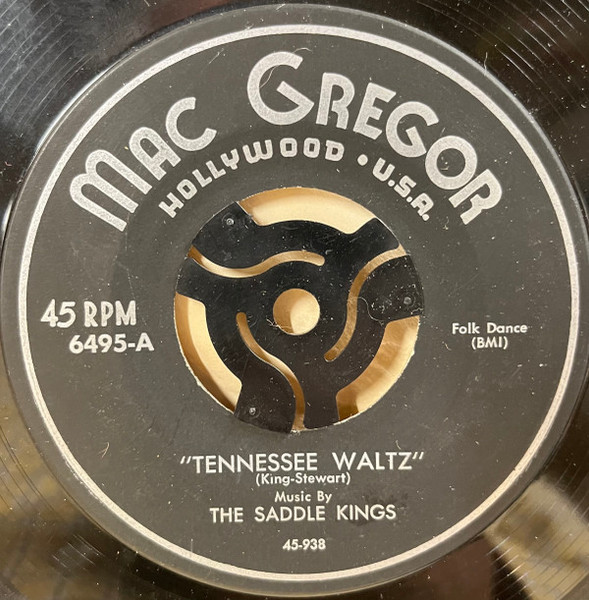 MAC GREGOR
HOLLYWOOD • U.S.A.
45 RPM
6495-A
Folk Dance
(BMI)
"TENNESSEE WALTZ"
(King-Stewart)
Music By
THE SADDLE KINGS
45-938